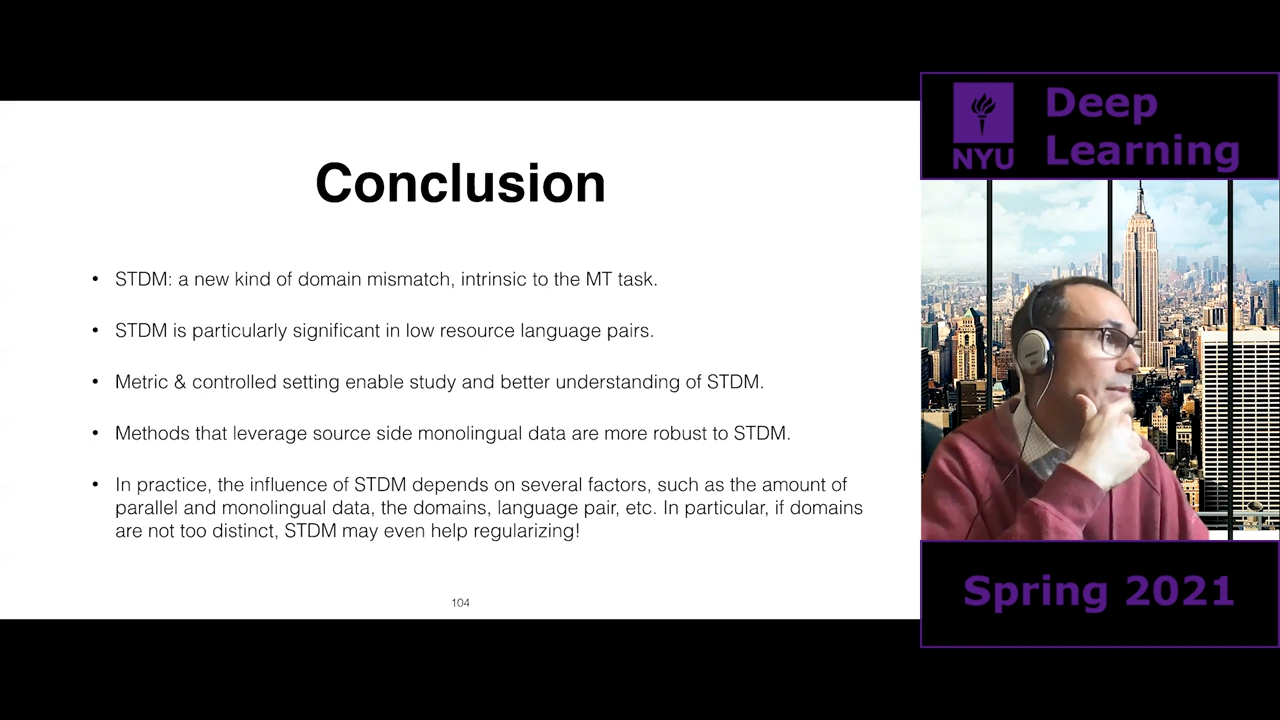 Conclusion
• STDM: a new kind of domain mismatch, intrinsic to the MT task.
• STDM is particularly significant in low resource language pairs.
• Metric & controlled setting enable study and better understanding of STDM.
• Methods that leverage source side monolingual data are more robust to STDM.
• In practice, the influence of STDM depends on several factors, such as the amount of
parallel and monolingual data, the domains, language pair, etc. In particular, if domains
are not too distinct, STDM may even help regularizing!
104
NYU
Deep
Learning
Spring 2021